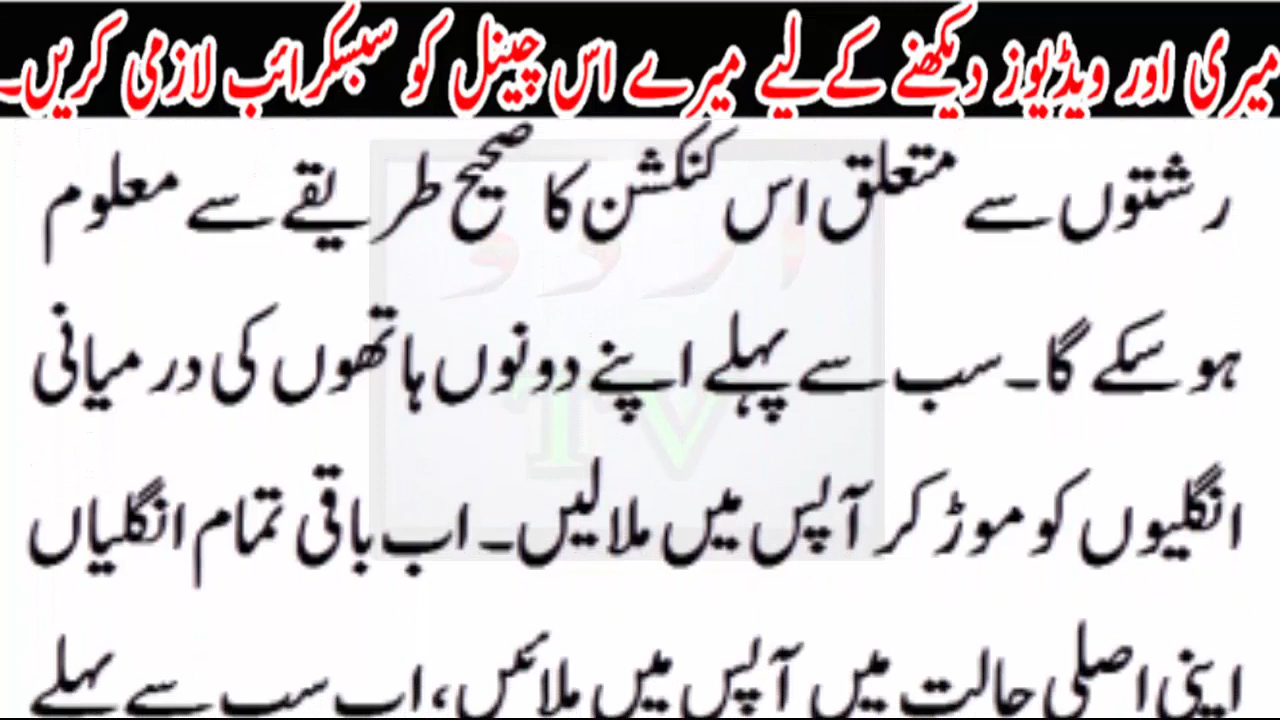 میری اور ویڈیوز دیکھنے کے لیے میرے اس چینل کو سبسکرائب لازمی کریں۔
رشتوں سے متعلق اس کنکشن کا صحیح طریقے سے معلوم
ہو سکے گا۔ سب سے پہلے اپنے دونوں ہاتھوں کی درمیانی
انگلیوں کو موڑ کر آپس میں ملا لیں۔ اب باقی تمام انگلیاں
اپنی اصلی حالت میں آپس میں ملائیں، اب سب سے پہلے
اردو
TV